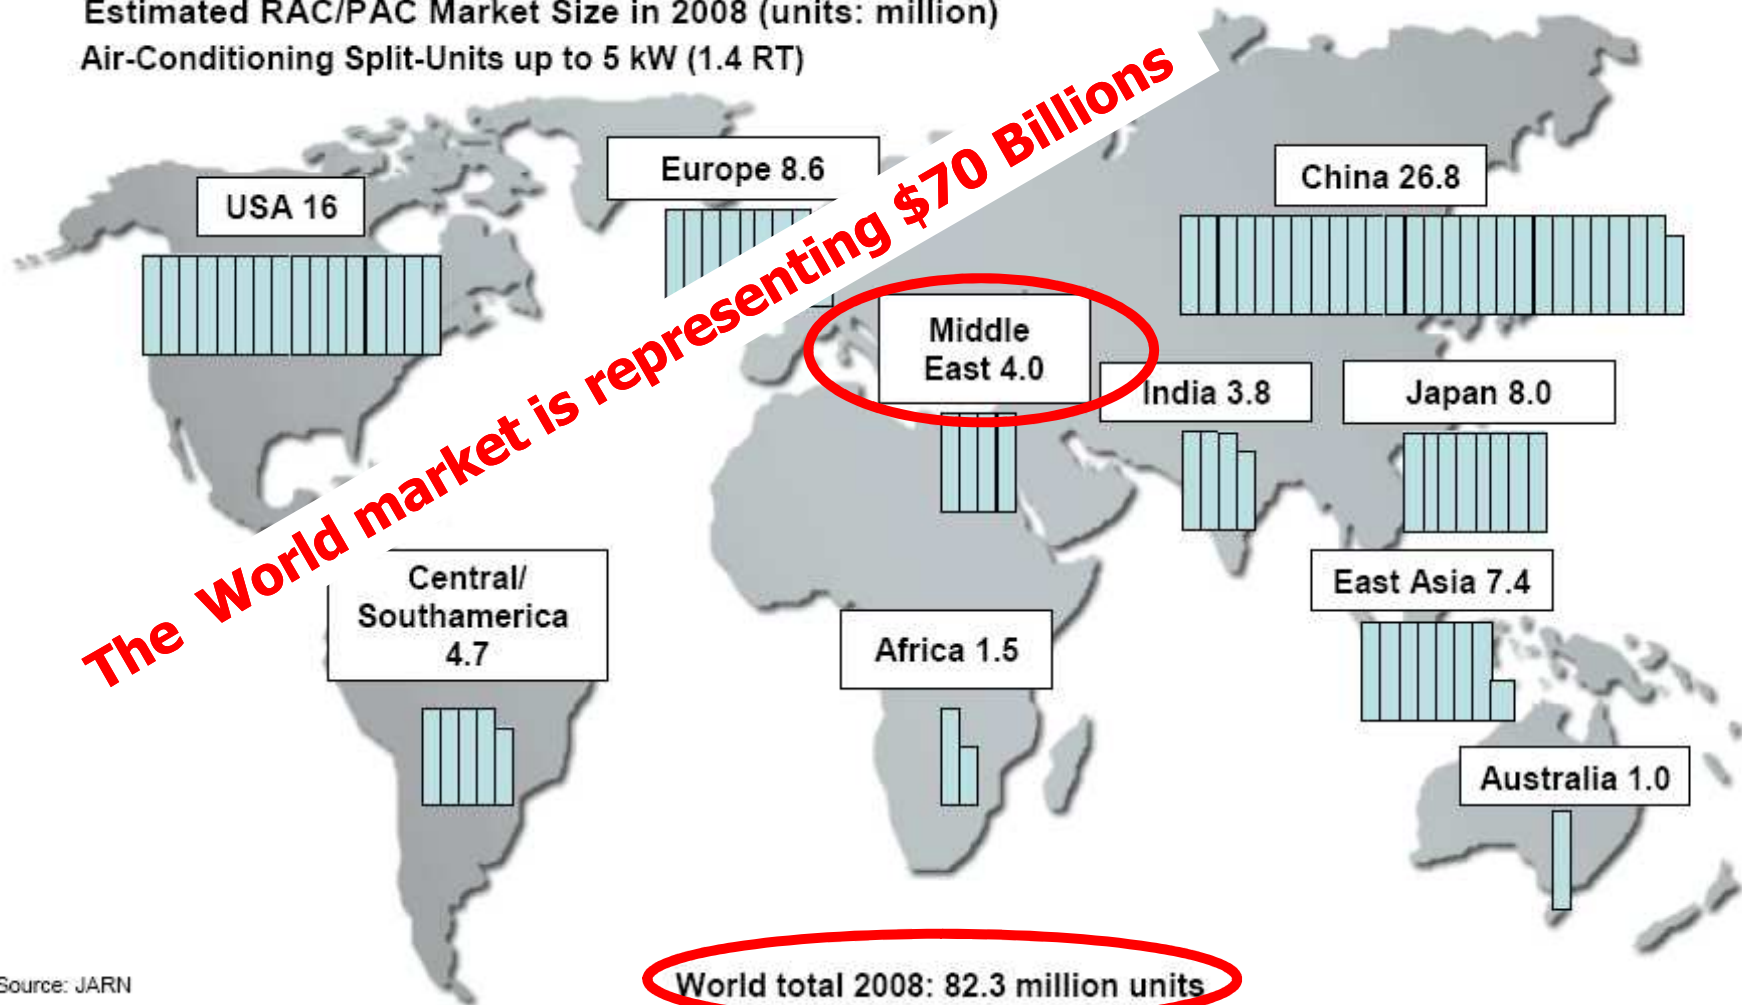 Estimated RAC/PAC Market Size in 2008 (units: million)
Air-Conditioning Split-Units up to 5 kW (1.4 RT)
The World market is representing $70 Billions
Europe 8.6
China 26.8
USA 16
Middle
East 4.0
India 3.8
Japan 8.0
Central/
Southamerica
4.7
East Asia 7.4
Africa 1.5
Australia 1.0
World total 2008: 82.3 million units
Source: JARN